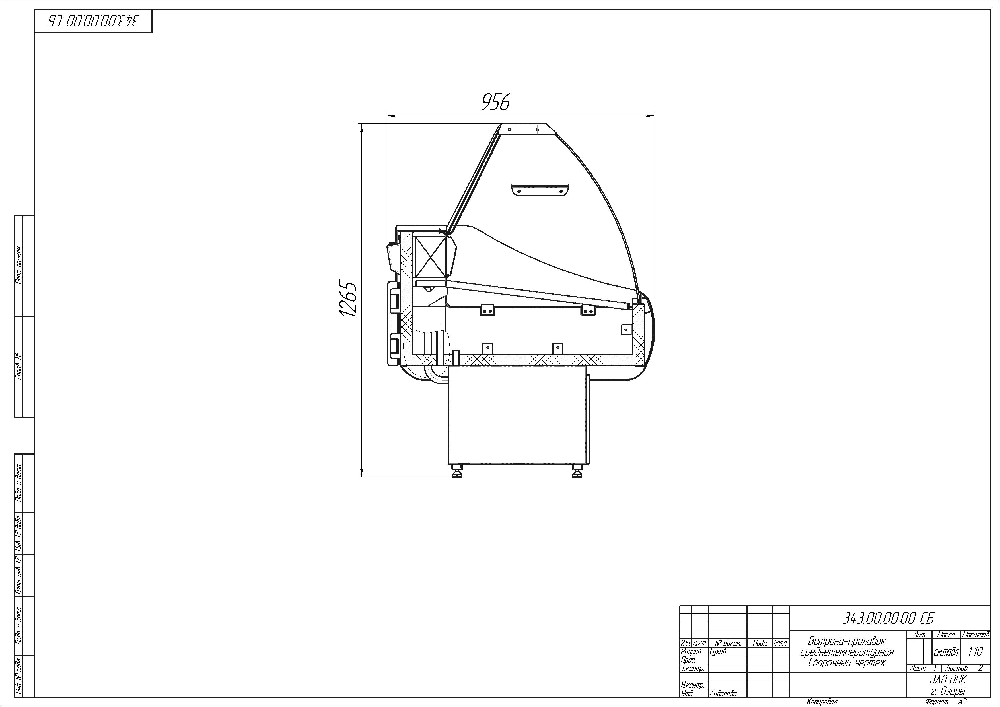 343.00.00.00 СБ
956
1265
Перв. примен.
Справ. №
Подп. и дата
Инв. № дубл.
Взам. инв. №
Подп. и дата
Инв. № подл.
343.00.00.00 СБ
Изм. Лист № докум. Подп. Дата
Разраб. Сухов
Пров.
Т.контр.
Н.контр.
Утв. Андреева
Витрина-прилавок
среднетемпературная
Сборочный чертёж
Лит. Масса Масштаб
см.табл. 1:10
Лист 1 Листов 2
ЗАО ОПК
г. Озеры
Копировал Формат А2